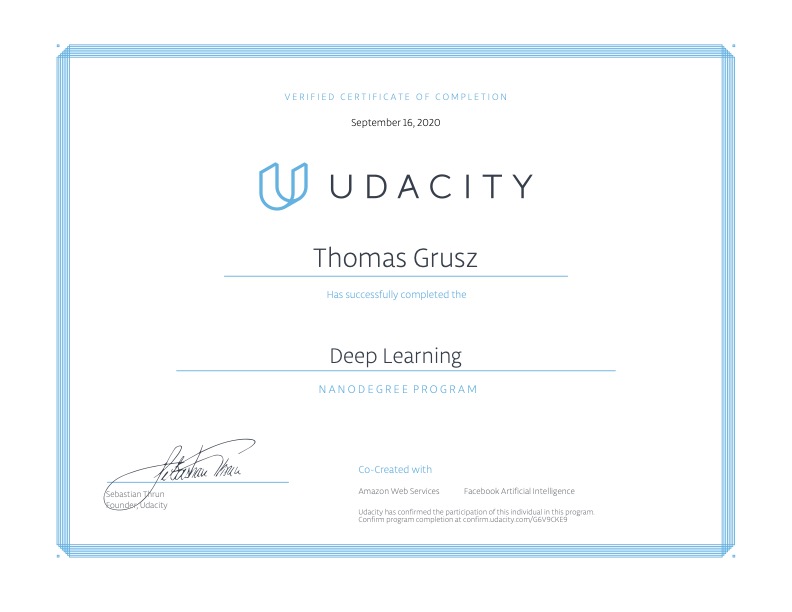 VERIFIED CERTIFICATE OF COMPLETION
September 16, 2020
UDACITY
Thomas Grusz
Has successfully completed the
Deep Learning
NANODEGREE PROGRAM
Sebastian Thrun
Sebastian Thrun
Founder, Udacity
Co-Created with
Amazon Web Services Facebook Artificial Intelligence
Udacity has confirmed the participation of this individual in this program.
Confirm program completion at confirm.udacity.com/G6V9CKE9